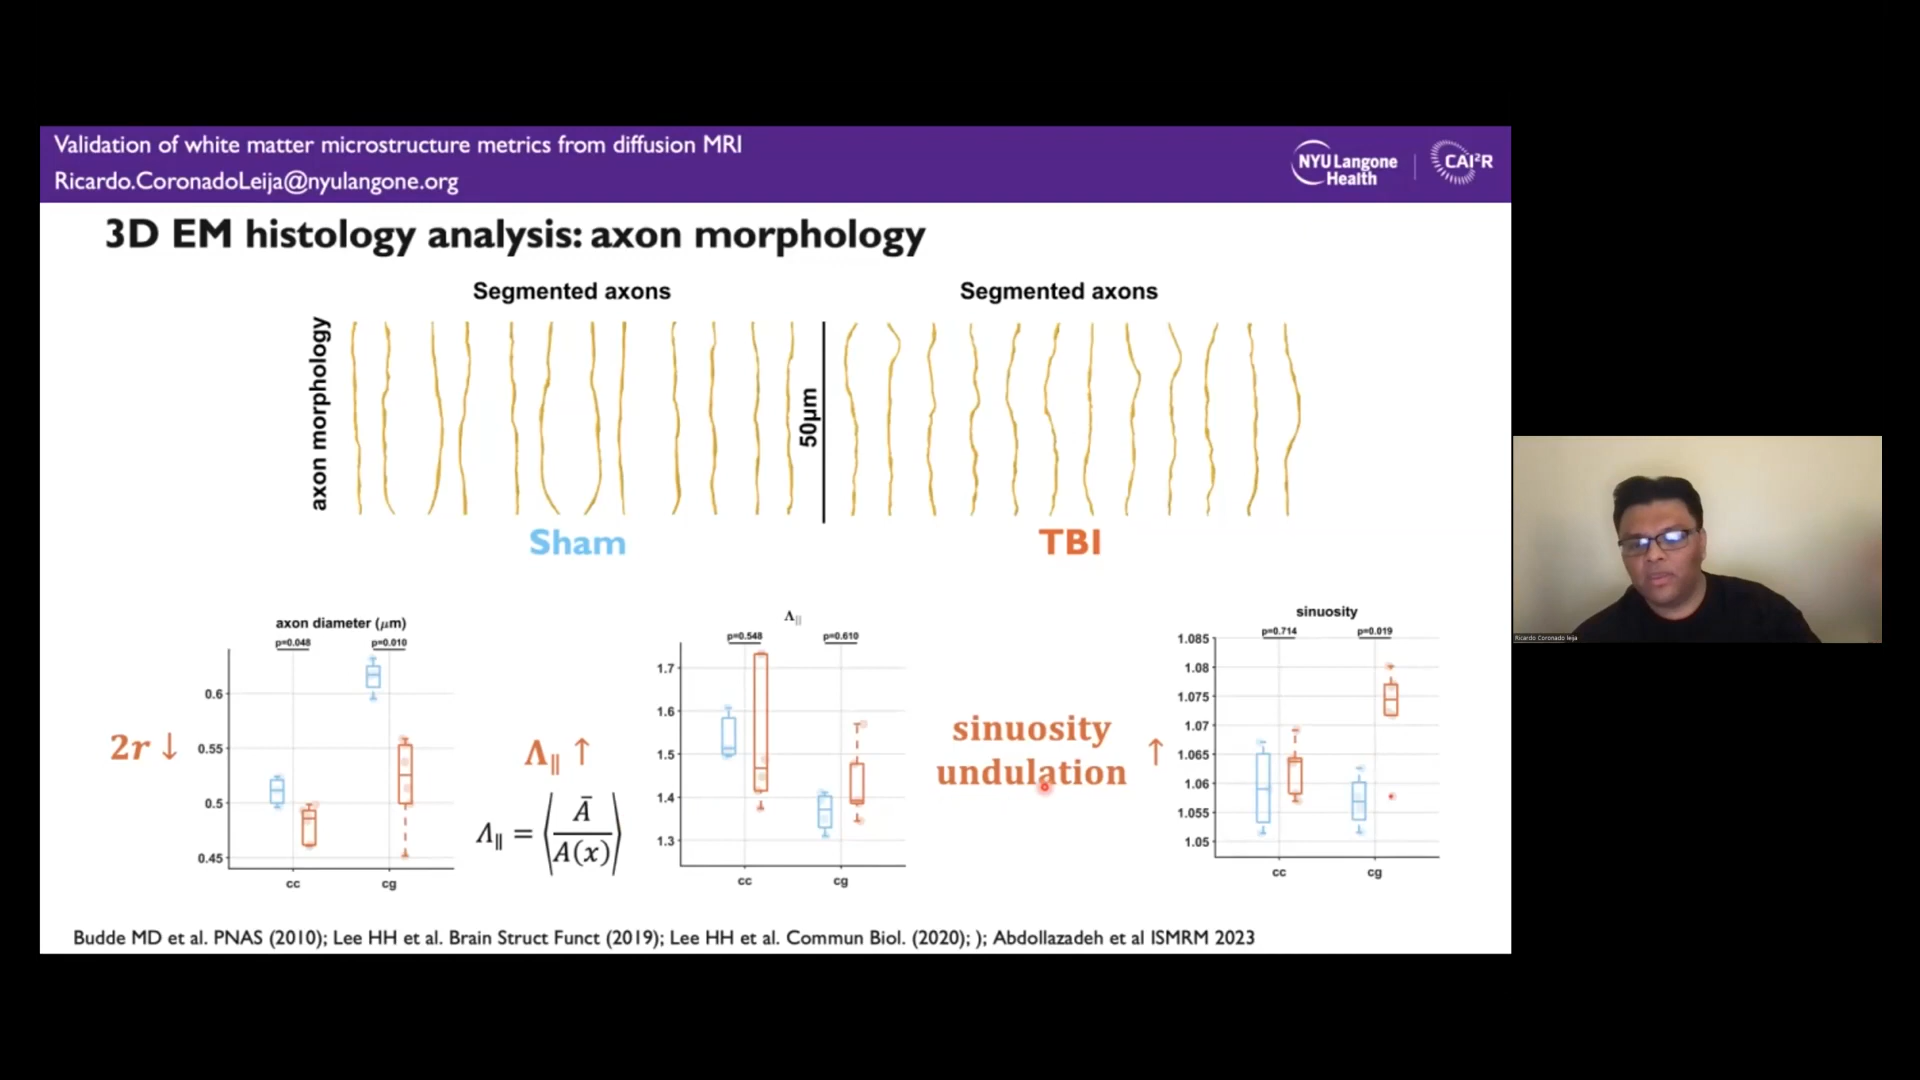 Validation of white matter microstructure metrics from diffusion MRI
Ricardo.CoronadoLeija@nyulangone.org
NYU Langone Health
CAI²R
3D EM histology analysis: axon morphology
Segmented axons
Segmented axons
axon morphology
50μm
Sham
TBI
axon diameter (μm)
p=0.048
p=0.010
0.6
0.55
0.5
0.45
cc
cg
2r ↓
Λ∥ ↑
Λ∥ = ⟨Ā / A(x)⟩
Λ∥
p=0.548
p=0.610
1.7
1.6
1.5
1.4
1.3
cc
cg
sinuosity
undulation
↑
sinuosity
p=0.714
p=0.019
1.085
1.08
1.075
1.07
1.065
1.06
1.055
1.05
cc
cg
Budde MD et al. PNAS (2010); Lee HH et al. Brain Struct Funct (2019); Lee HH et al. Commun Biol. (2020); ); Abdollazadeh et al ISMRM 2023
Ricardo Coronado leija